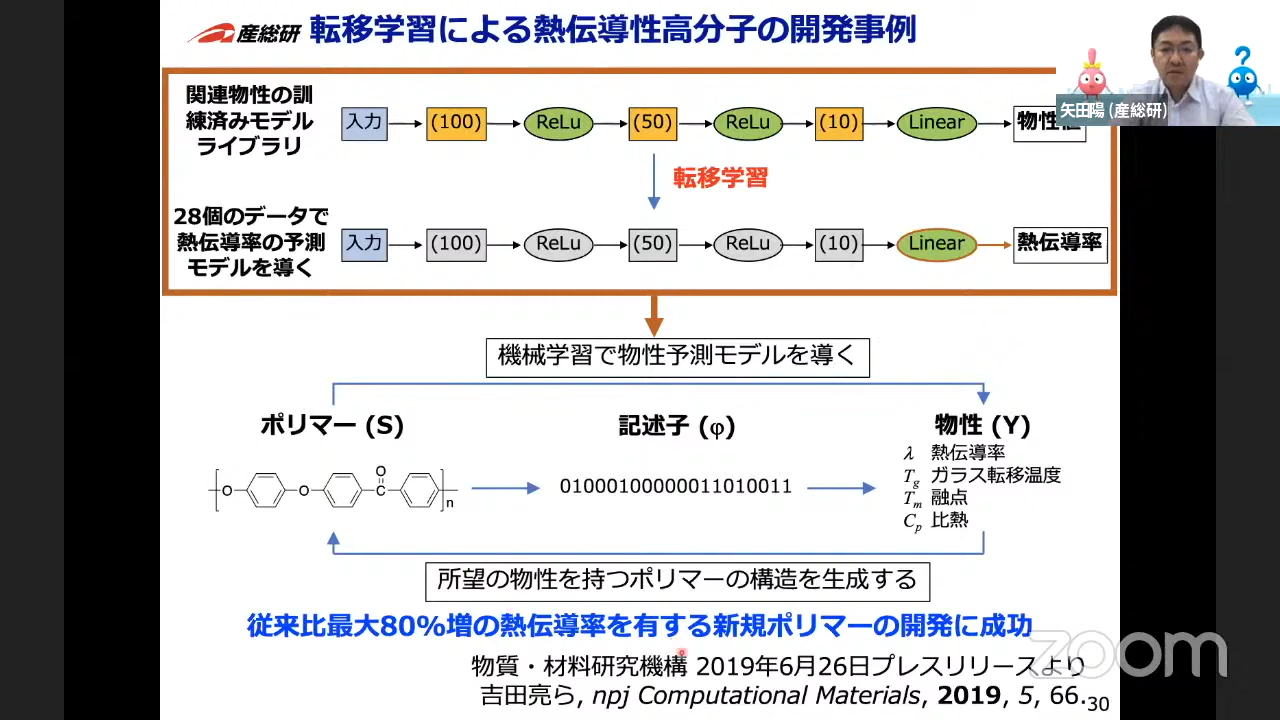 産総研 転移学習による熱伝導性高分子の開発事例
矢田陽 (産総研)
関連物性の訓
練済みモデル
ライブラリ
入力 (100) ReLu (50) ReLu (10) Linear 物性値
転移学習
28個のデータで
熱伝導率の予測
モデルを導く
入力 (100) ReLu (50) ReLu (10) Linear 熱伝導率
機械学習で物性予測モデルを導く
ポリマー (S) 記述子 (φ) 物性 (Y)
λ 熱伝導率
Tg ガラス転移温度
Tm 融点
Cp 比熱
O O C O n
01000100000011010011
所望の物性を持つポリマーの構造を生成する
従来比最大80%増の熱伝導率を有する新規ポリマーの開発に成功
物質・材料研究機構 2019年6月26日プレスリリースより
吉田亮ら, npj Computational Materials, 2019, 5, 66.
30
zoom